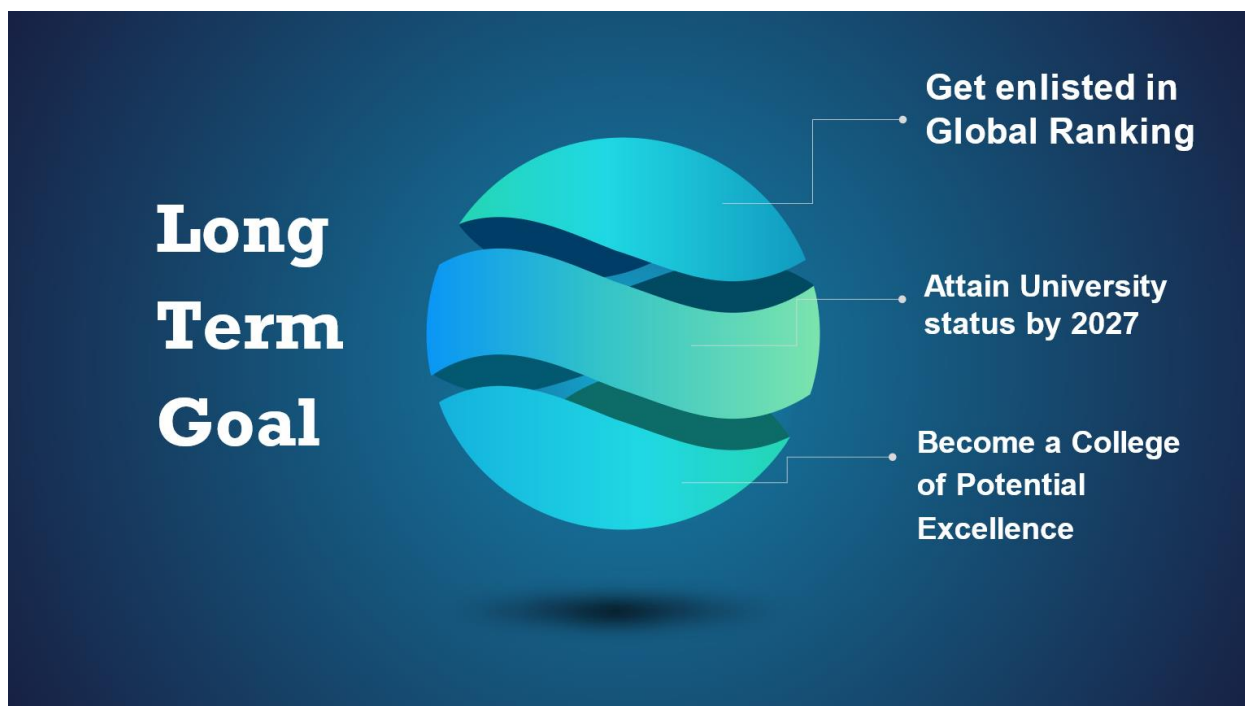 Long
Term
Goal
Get enlisted in
Global Ranking
Attain University
status by 2027
Become a College
of Potential
Excellence